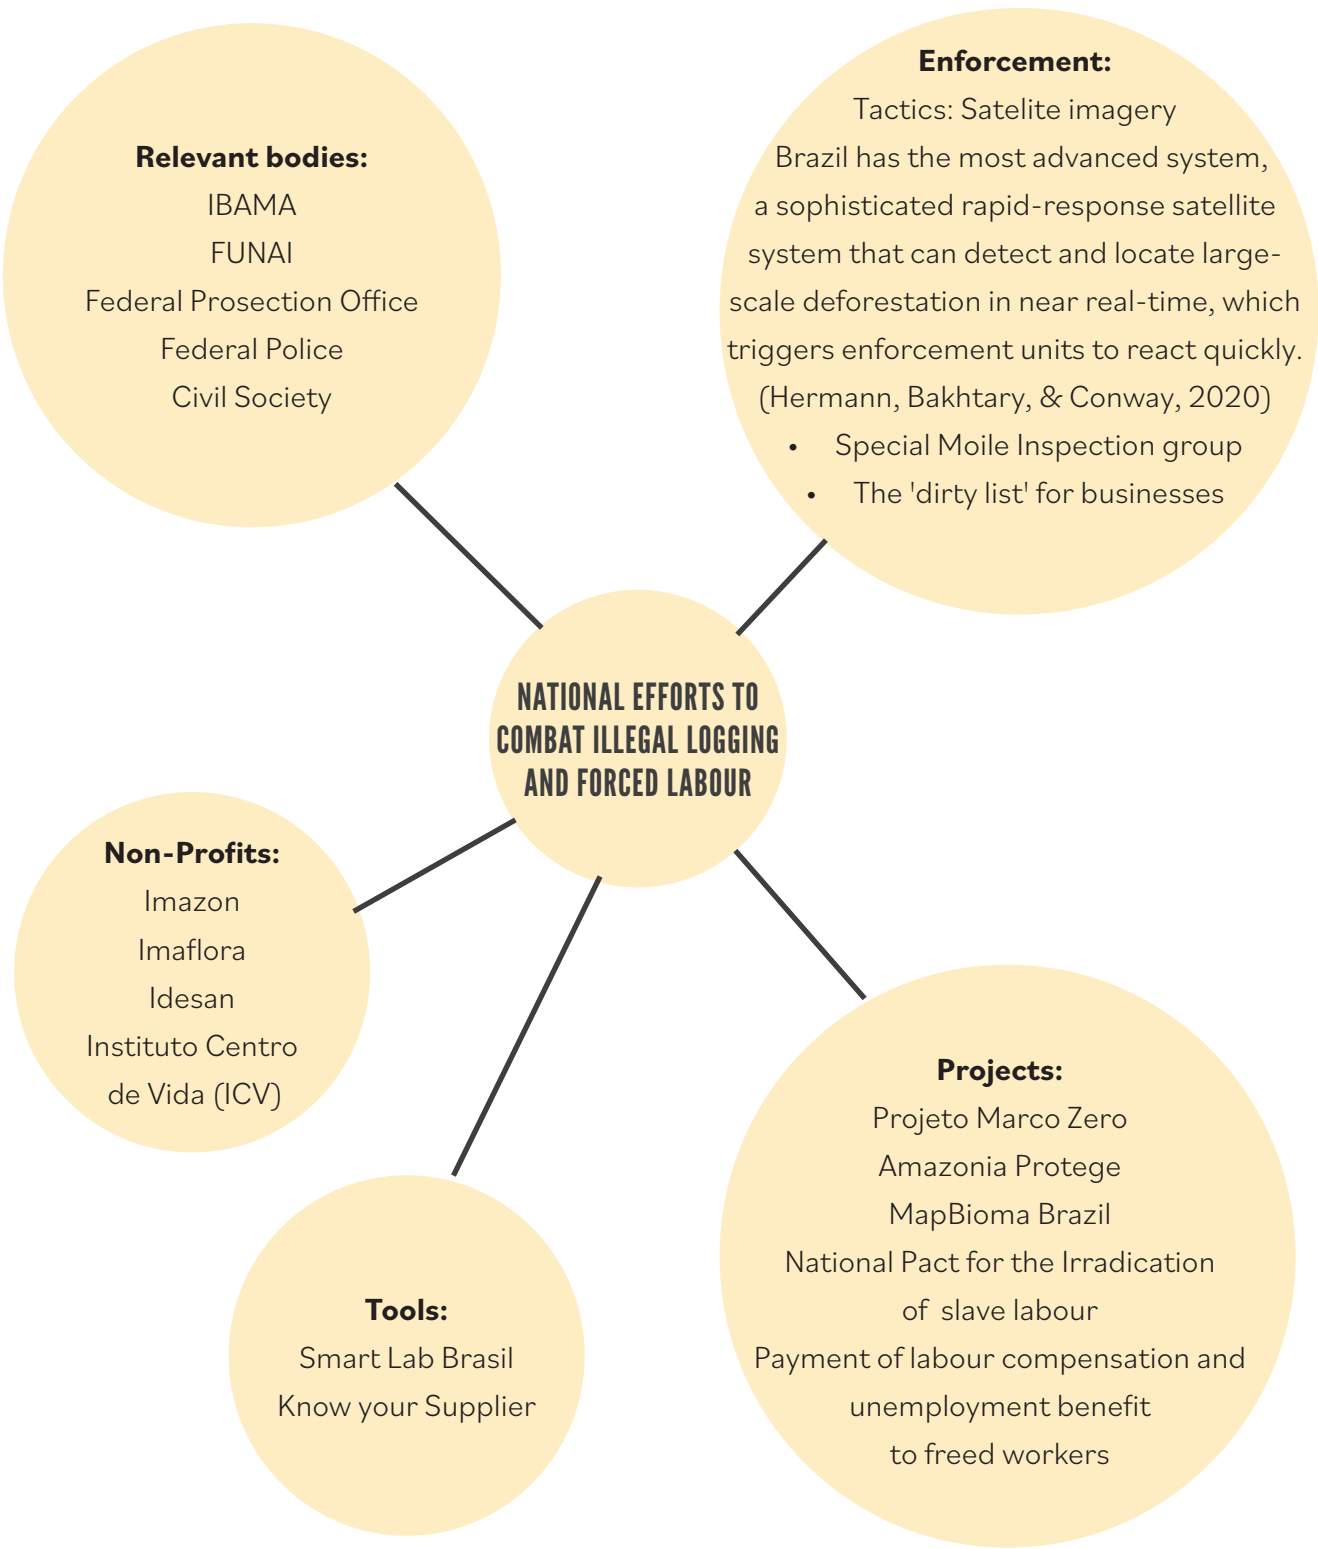 Relevant bodies:
IBAMA
FUNAI
Federal Prosection Office
Federal Police
Civil Society
Enforcement:
Tactics: Satelite imagery
Brazil has the most advanced system,
a sophisticated rapid-response satellite
system that can detect and locate large-
scale deforestation in near real-time, which
triggers enforcement units to react quickly.
(Hermann, Bakhtary, & Conway, 2020)
• Special Moile Inspection group
• The 'dirty list' for businesses
NATIONAL EFFORTS TO
COMBAT ILLEGAL LOGGING
AND FORCED LABOUR
Non-Profits:
Imazon
Imaflora
Idesan
Instituto Centro
de Vida (ICV)
Tools:
Smart Lab Brasil
Know your Supplier
Projects:
Projeto Marco Zero
Amazonia Protege
MapBioma Brazil
National Pact for the Irradication
of slave labour
Payment of labour compensation and
unemployment benefit
to freed workers